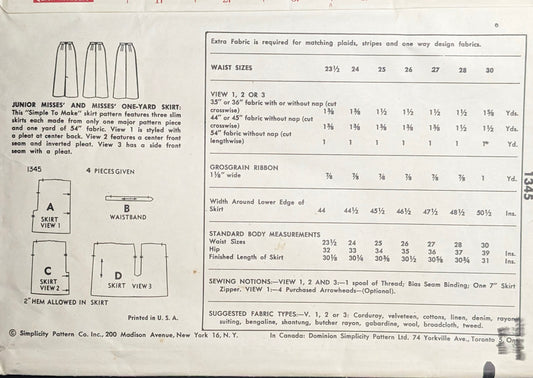 Extra Fabric is required for matching plaids, stripes and one way design fabrics.
WAIST SIZES 23½ 24 25 26 27 28 30
JUNIOR MISSES' AND MISSES' ONE-YARD SKIRT:
This "Simple To Make" skirt pattern features three slim
skirts each made from only one major pattern piece
and one yard of 54" fabric. View 1 is styled with
a pleat at center back. View 2 features a center front
seam and inverted pleat. View 3 has a side front
seam with a pleat.
VIEW 1, 2 OR 3
35" or 36" fabric with or without nap (cut
crosswise) 1⅜ 1⅜ 1½ 1½ 1½ 1½ 1⅝ Yds.
44" or 45" fabric without nap (cut
crosswise) 1⅜ 1⅜ 1½ 1½ 1½ 1½ Yds.
54" fabric without nap (cut
lengthwise) 1 1 1 1 1 1 Yd.
GROSGRAIN RIBBON
wide ⅞ ⅞ ⅞ ⅞ ⅞ ⅞ 1 Yd.
Width Around Lower Edge of
Skirt 44 44½ 45½ 46½ 47½ 48½ 50½ Ins.
STANDARD BODY MEASUREMENTS
Waist Sizes 23½ 24 25 26 27 28 30
Hip 32 33 34 35 36 37 39 Ins.
Finished Length of Skirt 30⅛ 30¼ 30⅜ 30½ 30⅝ 30¾ 31 Ins.
SEWING NOTIONS:—VIEW 1, 2 AND 3:—1 spool of Thread; Bias Seam Binding; One 7" Skirt
Zipper. VIEW 1:—4 Purchased Arrowheads—(Optional).
SUGGESTED FABRIC TYPES:—V. 1, 2 or 3: Corduroy, velveteen, cottons, linen, denim, rayon
suiting, bengaline, shantung, butcher rayon, gabardine, wool, broadcloth, tweed.
1345
4 PIECES GIVEN
A
SKIRT
VIEW 1
B
WAISTBAND
C
SKIRT
VIEW 2
D
SKIRT VIEW 3
2" HEM ALLOWED IN SKIRT
Printed in U. S. A.
© Simplicity Pattern Co. Inc., 200 Madison Avenue, New York 16, N. Y.
In Canada: Dominion Simplicity Pattern Ltd. 74 Yorkville Ave., Toronto 5, Ont
1345